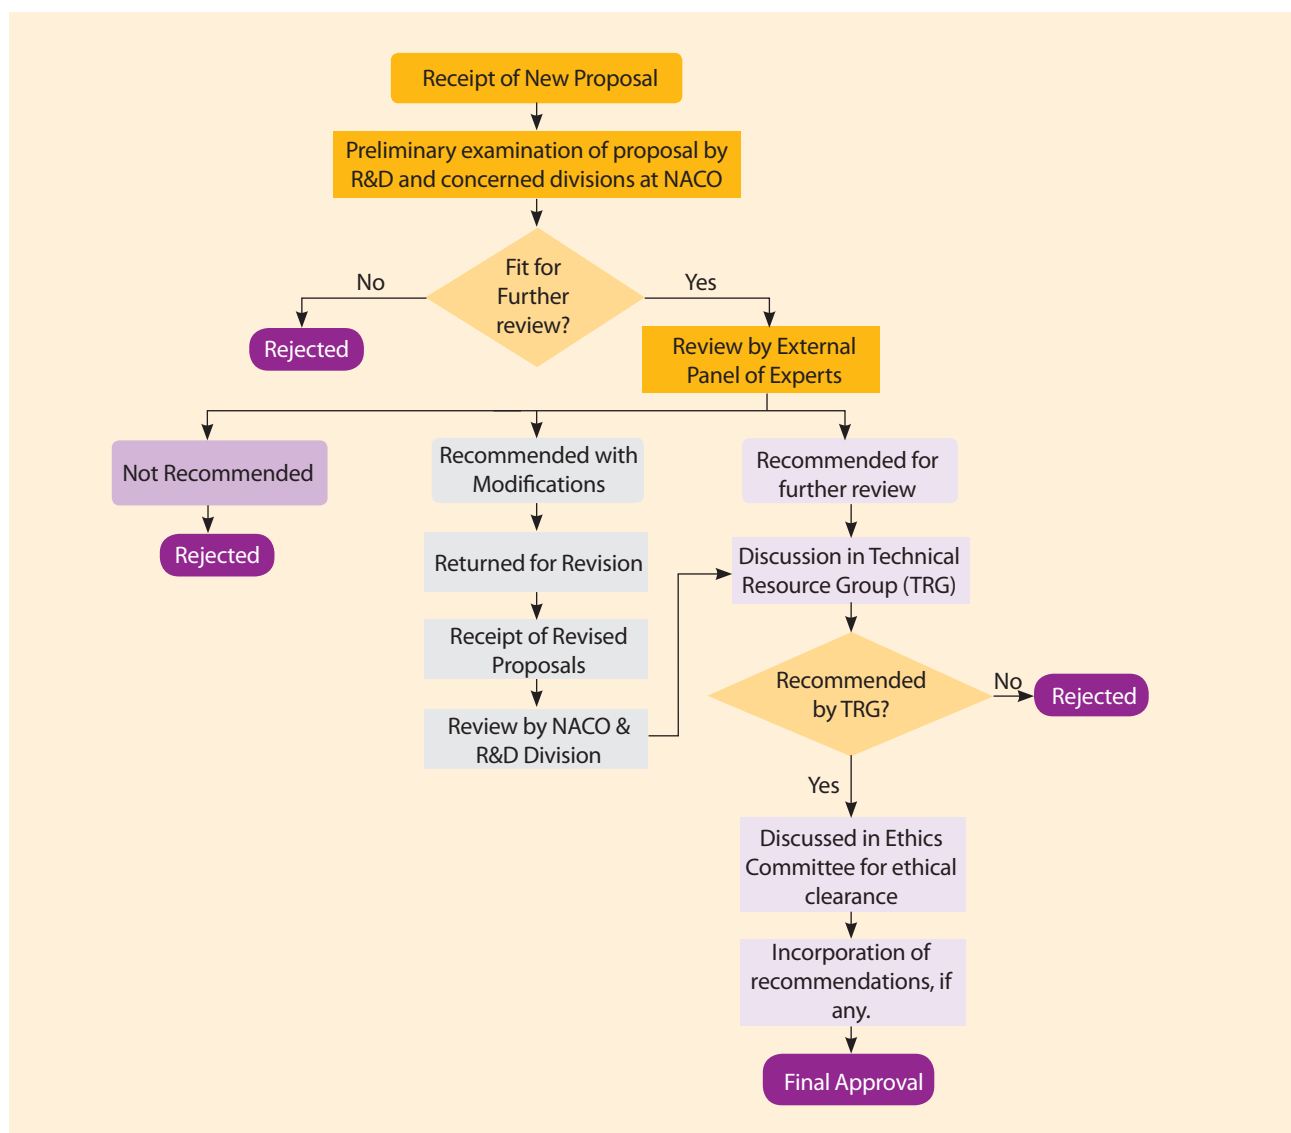 Receipt of New Proposal
Preliminary examination of proposal by
R&D and concerned divisions at NACO
Fit for
Further
review?
No
Yes
Rejected
Review by External
Panel of Experts
Not Recommended
Rejected
Recommended with
Modifications
Returned for Revision
Receipt of Revised
Proposals
Review by NACO &
R&D Division
Recommended for
further review
Discussion in Technical
Resource Group (TRG)
Recommended
by TRG?
No
Rejected
Yes
Discussed in Ethics
Committee for ethical
clearance
Incorporation of
recommendations, if
any.
Final Approval